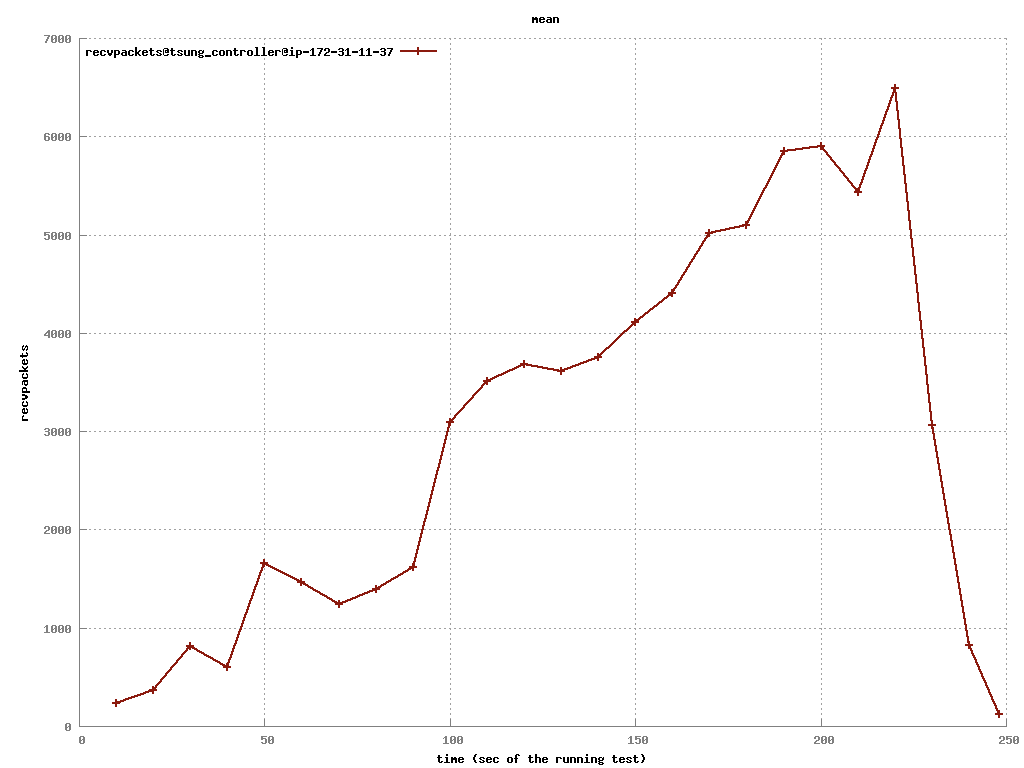 mean
7000
recvpackets@tsung_controller@ip-172-31-11-37
6000
5000
4000
recvpackets
3000
2000
1000
0
0 50 100 150 200 250
time (sec of the running test)